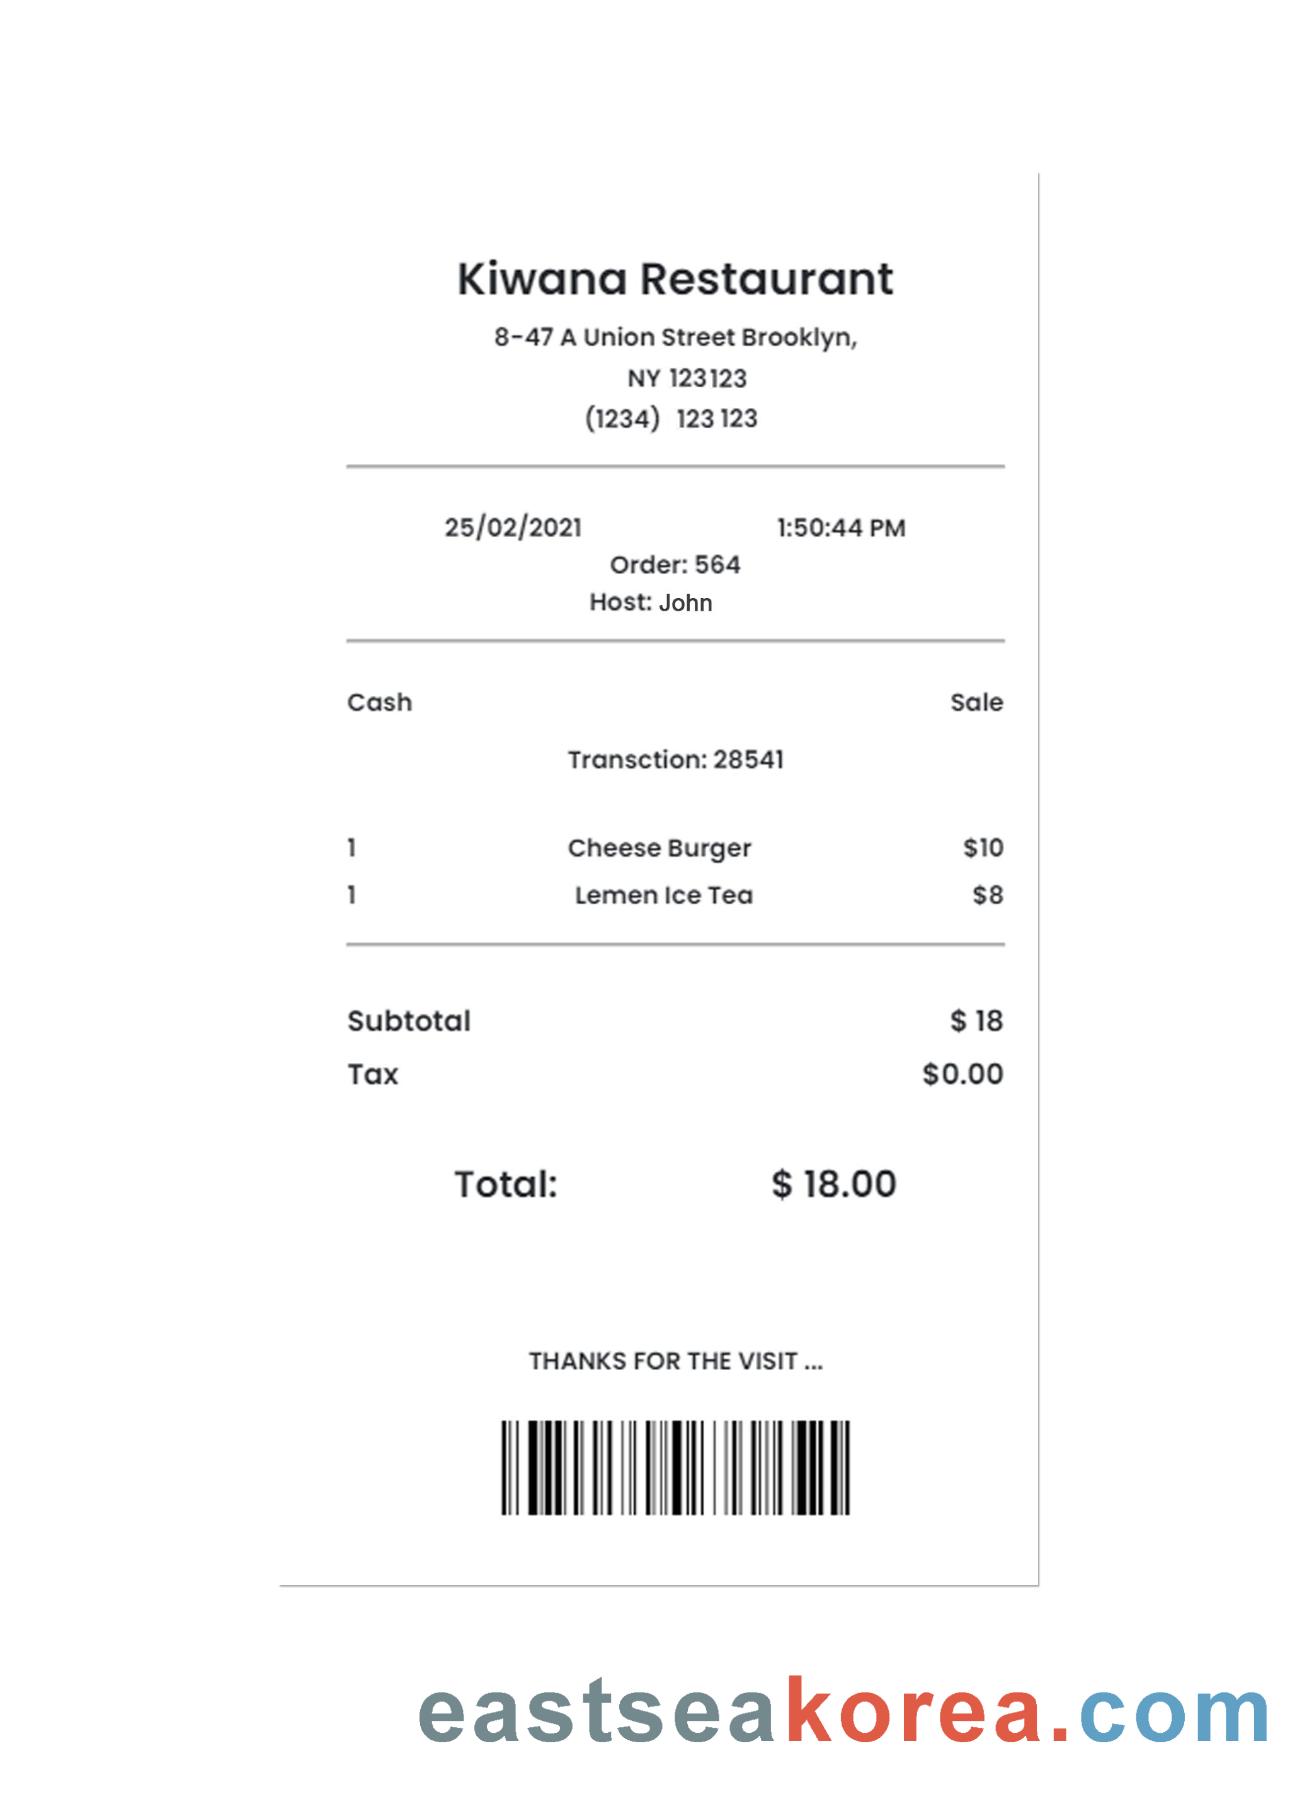 Kiwana Restaurant
8-47 A Union Street Brooklyn,
NY 123123
(1234) 123 123
25/02/2021 1:50:44 PM
Order: 564
Host: John
Cash Sale
Transction: 28541
1 Cheese Burger $10
1 Lemen Ice Tea $8
Subtotal $ 18
Tax $0.00
Total: $ 18.00
THANKS FOR THE VISIT ...
eastseakorea.com